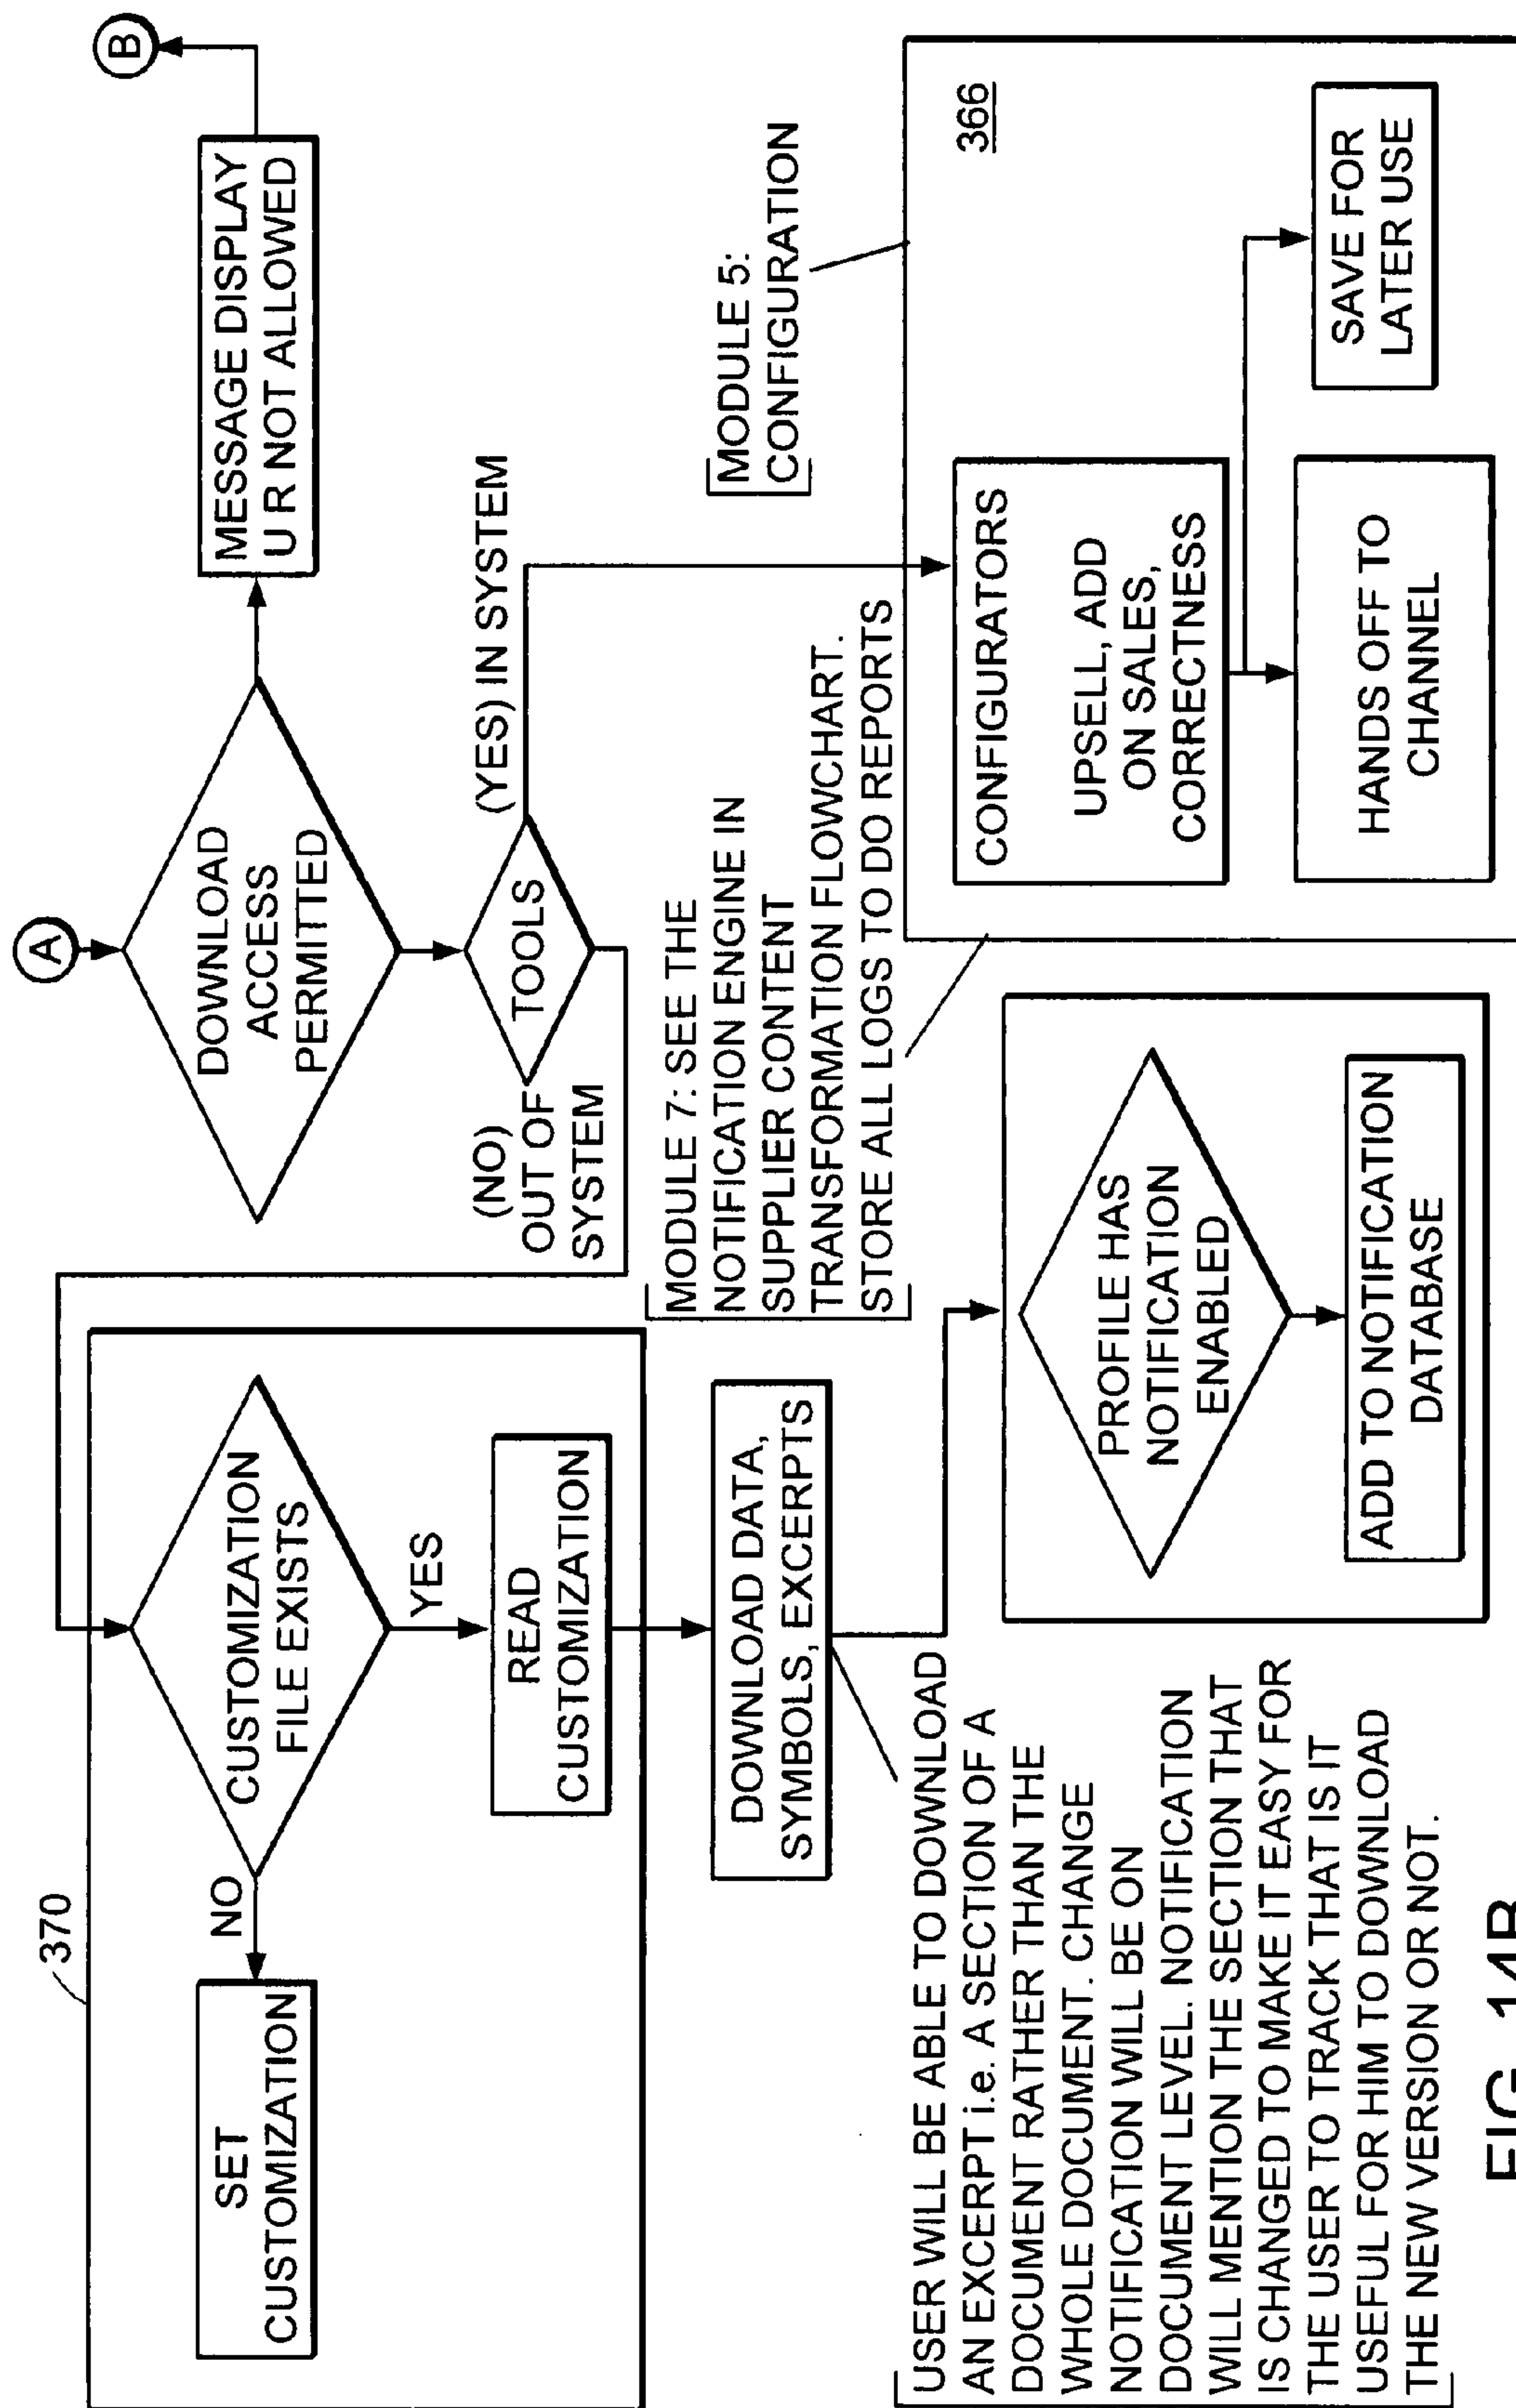 370
SET
CUSTOMIZATION
NO
CUSTOMIZATION
FILE EXISTS
YES
READ
CUSTOMIZATION
DOWNLOAD DATA,
SYMBOLS, EXCERPTS
USER WILL BE ABLE TO DOWNLOAD
AN EXCERPT i.e. A SECTION OF A
DOCUMENT RATHER THAN THE
WHOLE DOCUMENT. CHANGE
NOTIFICATION WILL BE ON
DOCUMENT LEVEL. NOTIFICATION
WILL MENTION THE SECTION THAT
IS CHANGED TO MAKE IT EASY FOR
THE USER TO TRACK THAT IS IT
USEFUL FOR HIM TO DOWNLOAD
THE NEW VERSION OR NOT.
A
DOWNLOAD
ACCESS
PERMITTED
MESSAGE DISPLAY
U R NOT ALLOWED
B
TOOLS
(YES) IN SYSTEM
(NO)
OUT OF
SYSTEM
MODULE 7: SEE THE
NOTIFICATION ENGINE IN
SUPPLIER CONTENT
TRANSFORMATION FLOWCHART.
STORE ALL LOGS TO DO REPORTS
MODULE 5:
CONFIGURATION
PROFILE HAS
NOTIFICATION
ENABLED
ADD TO NOTIFICATION
DATABASE
366
CONFIGURATORS
UPSELL, ADD
ON SALES,
CORRECTNESS
HANDS OFF TO
CHANNEL
SAVE FOR
LATER USE
FIG. 14B